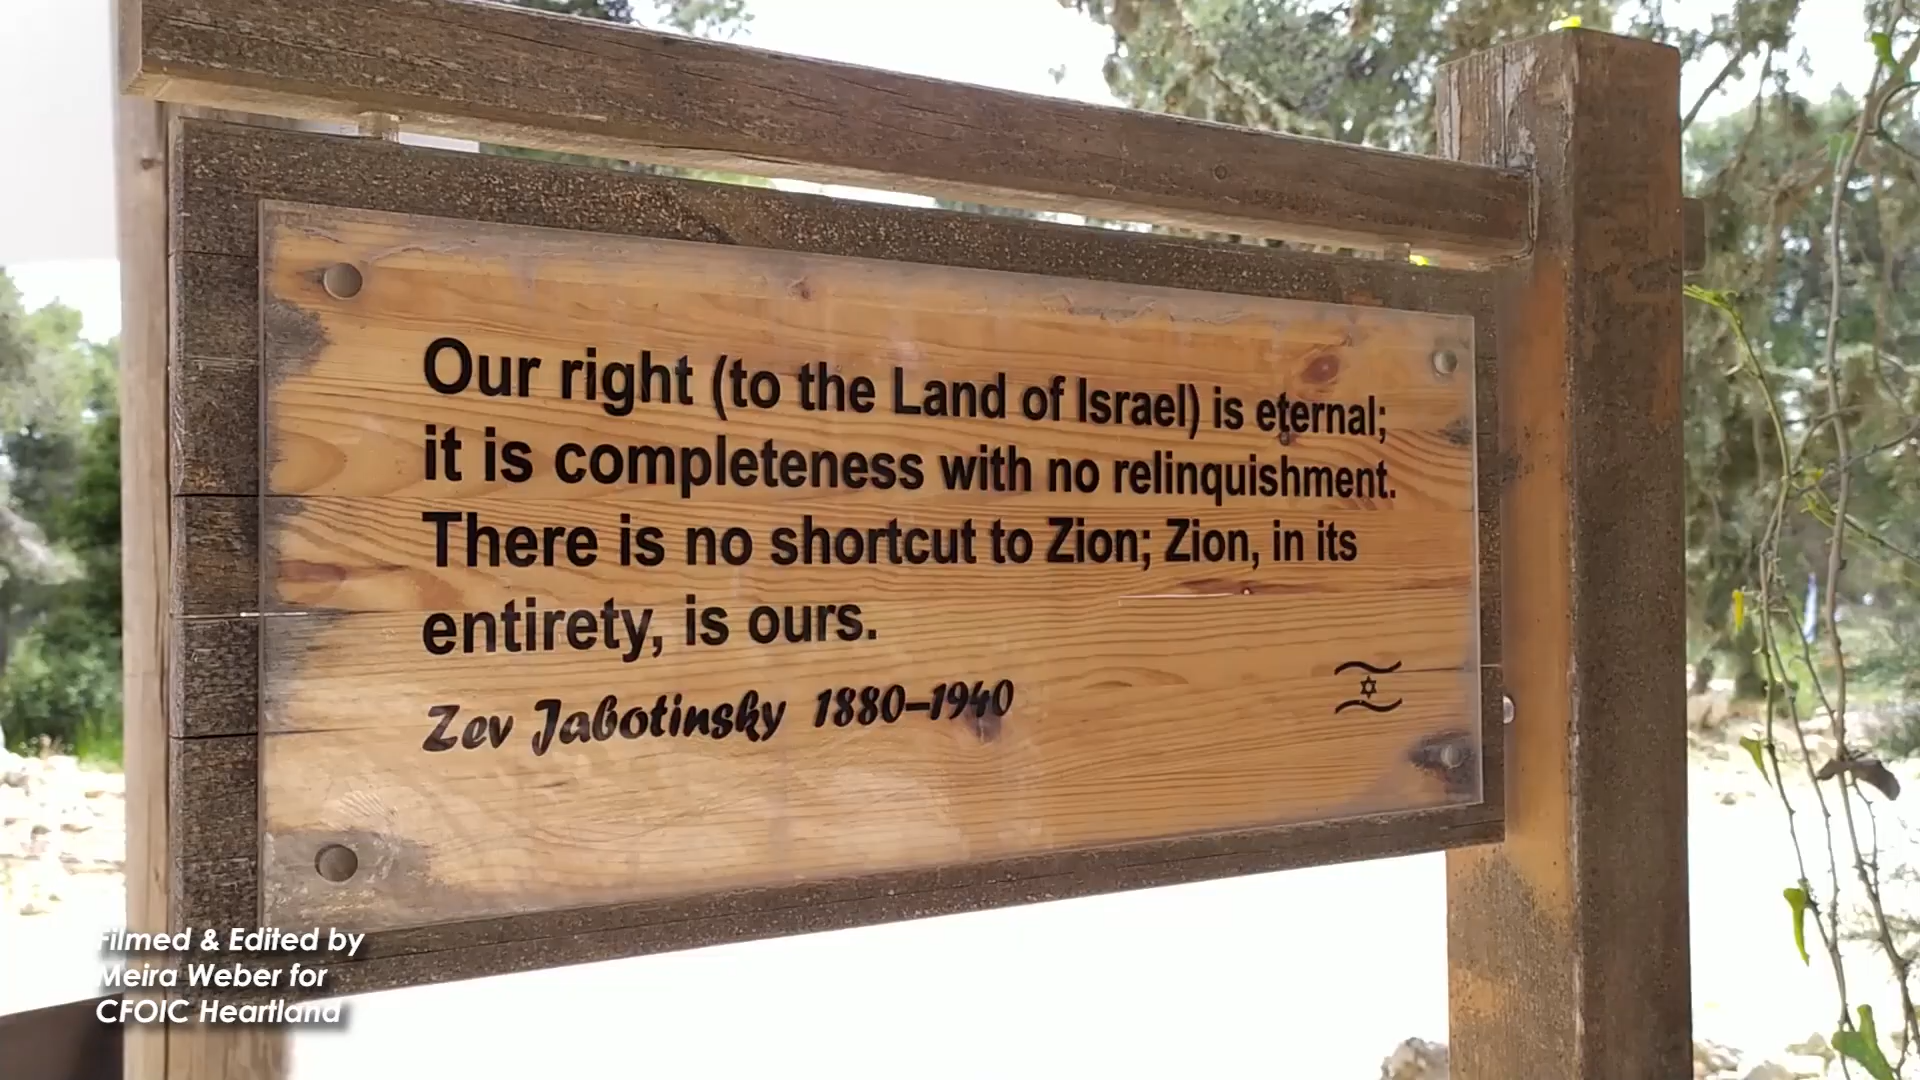 Our right (to the Land of Israel) is eternal;
it is completeness with no relinquishment.
There is no shortcut to Zion; Zion, in its
entirety, is ours.
Zev Jabotinsky 1880–1940
Filmed & Edited by
Meira Weber for
CFOIC Heartland